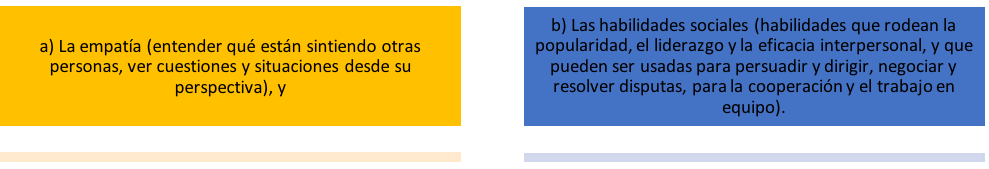 a) La empatía (entender qué están sintiendo otras
personas, ver cuestiones y situaciones desde su
perspectiva), y
b) Las habilidades sociales (habilidades que rodean la
popularidad, el liderazgo y la eficacia interpersonal, y que
pueden ser usadas para persuadir y dirigir, negociar y
resolver disputas, para la cooperación y el trabajo en
equipo).